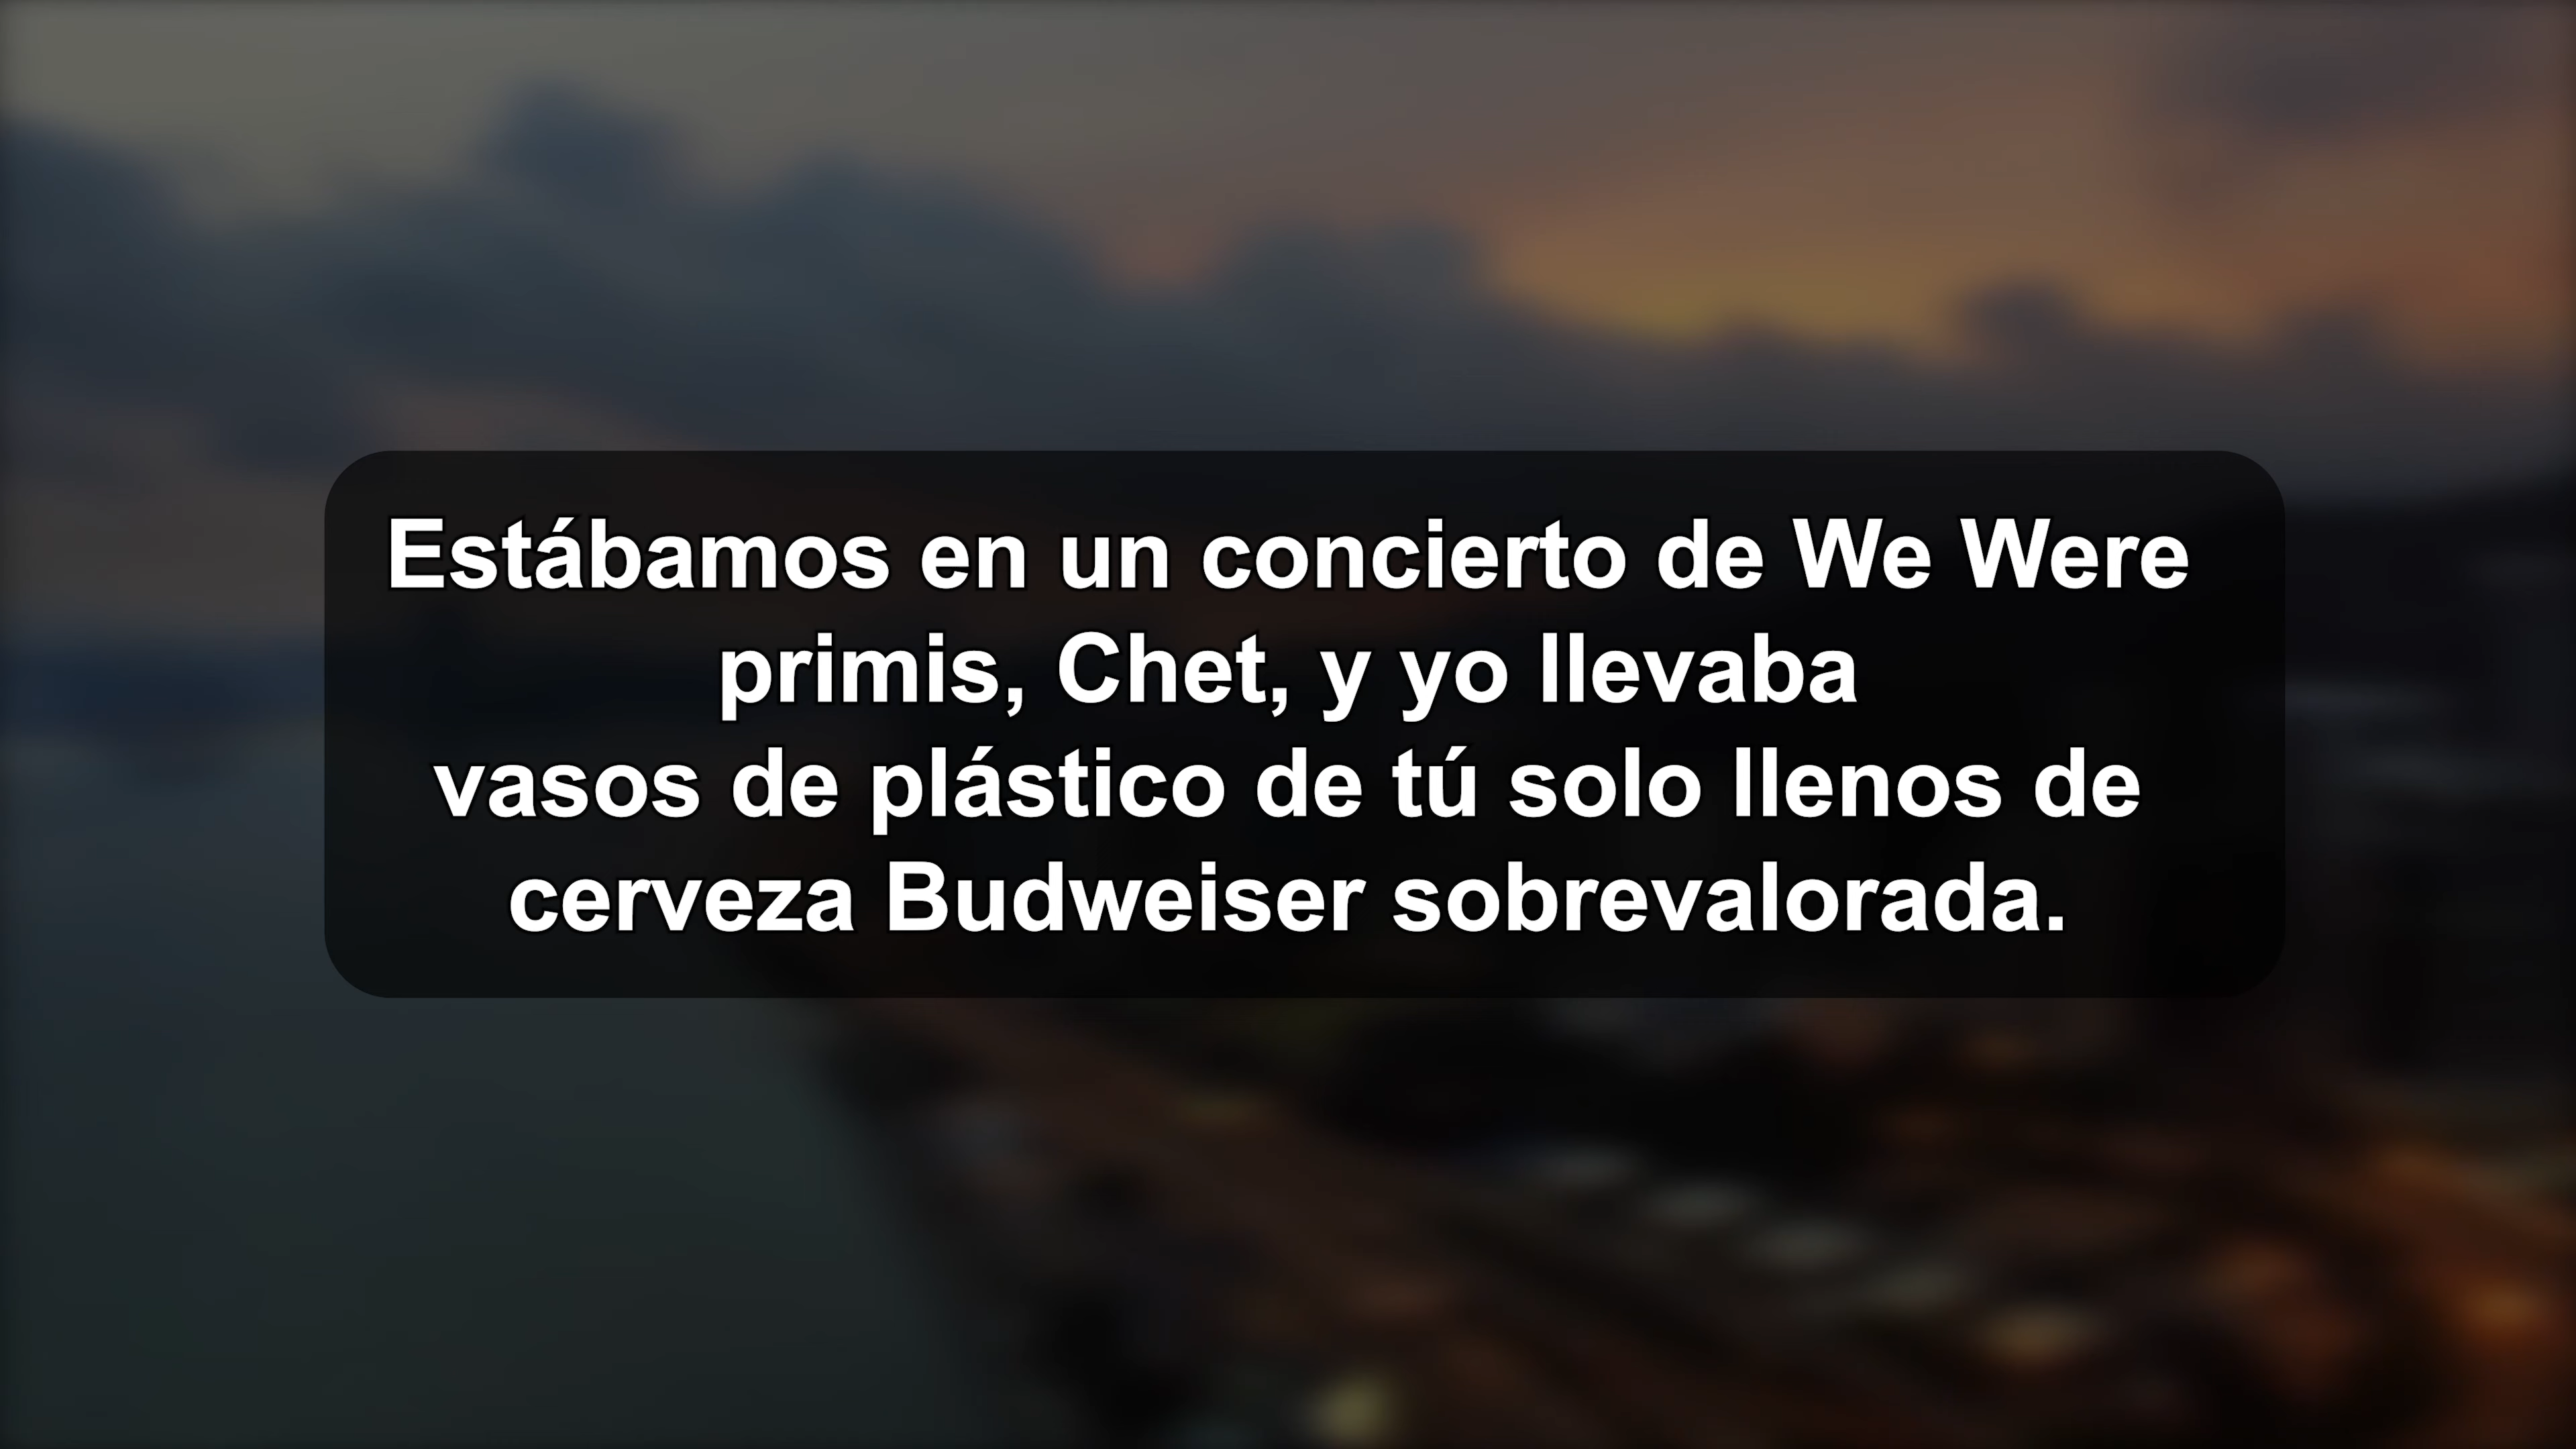 Estábamos en un concierto de We Were
primis, Chet, y yo llevaba
vasos de plástico de tú solo llenos de
cerveza Budweiser sobrevalorada.